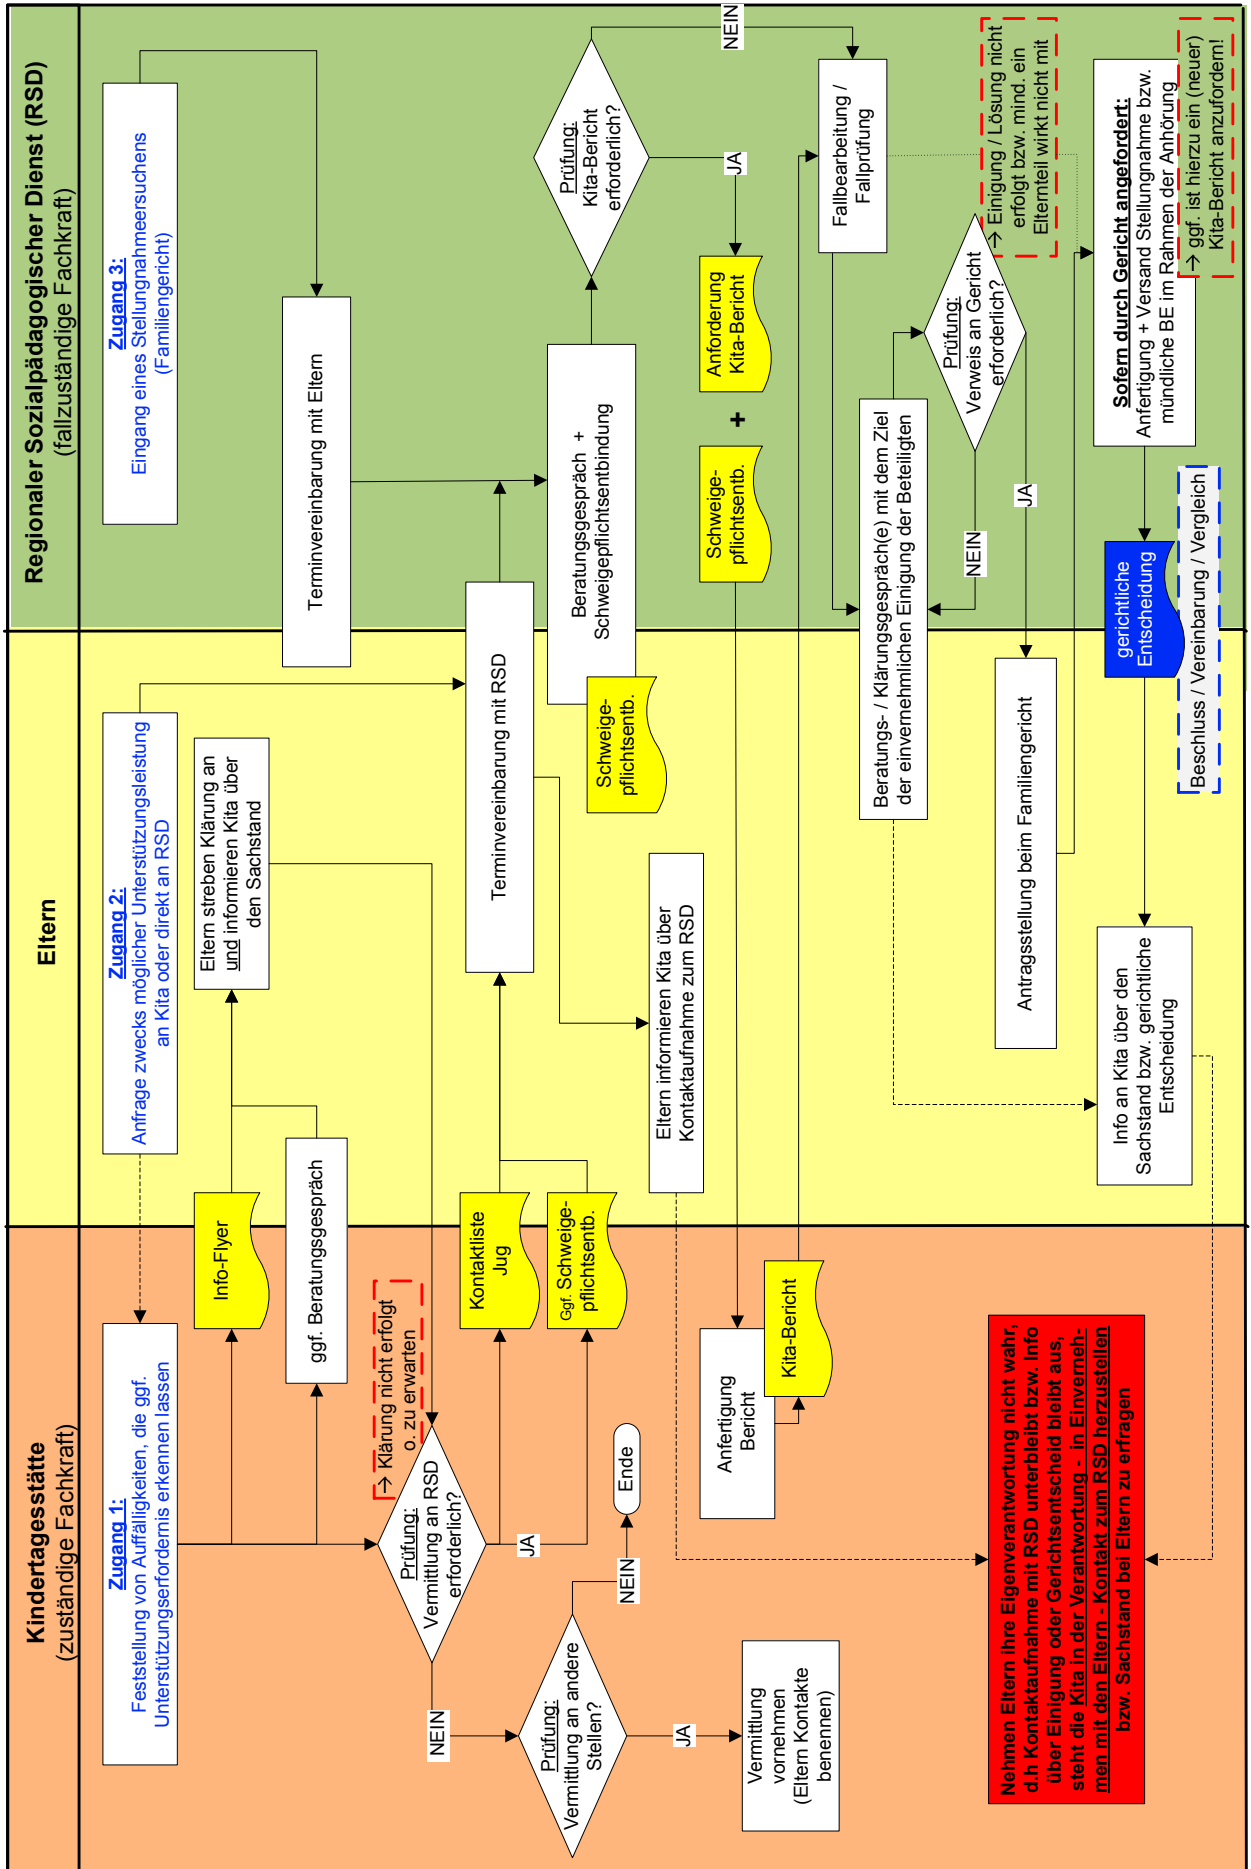 Kindertagesstätte
(zuständige Fachkraft)
Eltern
Regionaler Sozialpädagogischer Dienst (RSD)
(fallzuständige Fachkraft)
Zugang 1:
Feststellung von Auffälligkeiten, die ggf.
Unterstützungserfordernis erkennen lassen
Zugang 2:
Anfrage zwecks möglicher Unterstützungsleistung
an Kita oder direkt an RSD
Zugang 3:
Eingang eines Stellungnahmeersuchens
(Familiengericht)
Info-Flyer
Eltern streben Klärung an
und informieren Kita über
den Sachstand
ggf. Beratungsgespräch
Terminvereinbarung mit Eltern
→ Klärung nicht erfolgt
o. zu erwarten
Prüfung:
Vermittlung an RSD
erforderlich?
NEIN
JA
Kontaktliste
Jug
Ggf. Schweige-
pflichtsentb.
Terminvereinbarung mit RSD
Beratungsgespräch +
Schweigepflichtsentbindung
Schweige-
pflichtsentb.
Prüfung:
Kita-Bericht
erforderlich?
NEIN
JA
Prüfung:
Vermittlung an andere
Stellen?
NEIN
Ende
JA
Vermittlung
vornehmen
(Eltern Kontakte
benennen)
Eltern informieren Kita über
Kontaktaufnahme zum RSD
Anfertigung
Bericht
Kita-Bericht
Schweige-
pflichtsentb.
+
Anforderung
Kita-Bericht
Fallbearbeitung /
Fallprüfung
Beratungs- / Klärungsgespräch(e) mit dem Ziel
der einvernehmlichen Einigung der Beteiligten
Prüfung:
Verweis an Gericht
erforderlich?
NEIN
JA
→ Einigung / Lösung nicht
erfolgt bzw. mind. ein
Elternteil wirkt nicht mit
Antragsstellung beim Familiengericht
Nehmen Eltern ihre Eigenverantwortung nicht wahr,
d.h Kontaktaufnahme mit RSD unterbleibt bzw. Info
über Einigung oder Gerichtsentscheid bleibt aus,
steht die Kita in der Verantwortung - in Einverneh-
men mit den Eltern - Kontakt zum RSD herzustellen
bzw. Sachstand bei Eltern zu erfragen
Info an Kita über den
Sachstand bzw. gerichtliche
Entscheidung
gerichtliche
Entscheidung
Beschluss / Vereinbarung / Vergleich
Sofern durch Gericht angefordert:
Anfertigung + Versand Stellungnahme bzw.
mündliche BE im Rahmen der Anhörung
→ ggf. ist hierzu ein (neuer)
Kita-Bericht anzufordern!